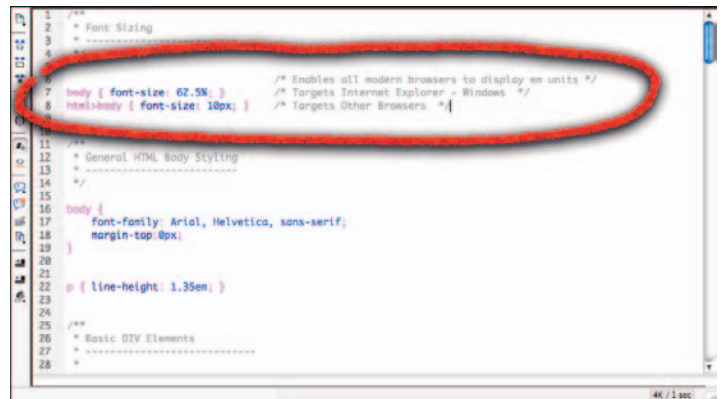 1 /**
2 * Font Sizing
3 * -------------------------
4
6 /* Enables all modern browsers to display em units */
7 body { font-size: 62.5%; } /* Targets Internet Explorer - Windows */
8 html>body { font-size: 10px; } /* Targets Other Browsers */
11 /**
12 * General HTML Body Styling
13 * -------------------------
14 */
15
16 body {
17 font-family: Arial, Helvetica, sans-serif;
18 margin-top:0px;
19 }
20
21
22 p { line-height: 1.35em; }
23
24
25 /**
26 * Basic DIV Elements
27 * ----------------------------
28 *
4K / 1 sec